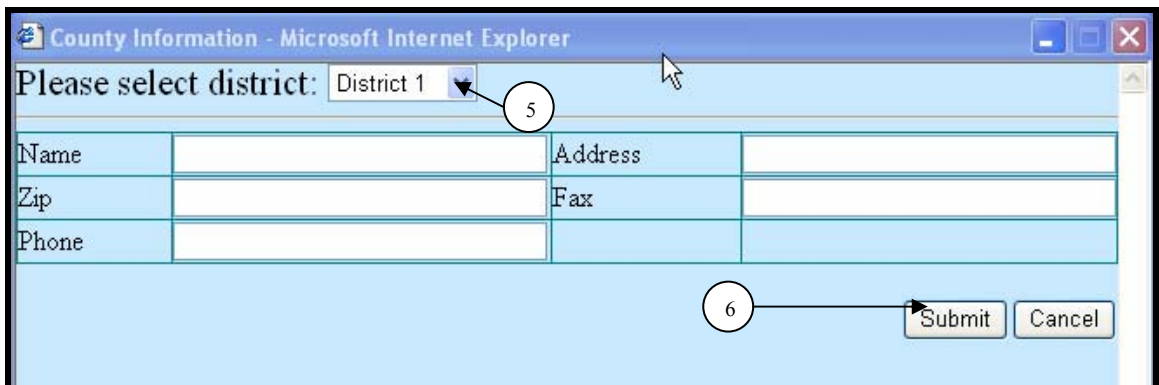 County Information - Microsoft Internet Explorer
Please select district: District 1
5
Name Address
Zip Fax
Phone
6
Submit Cancel